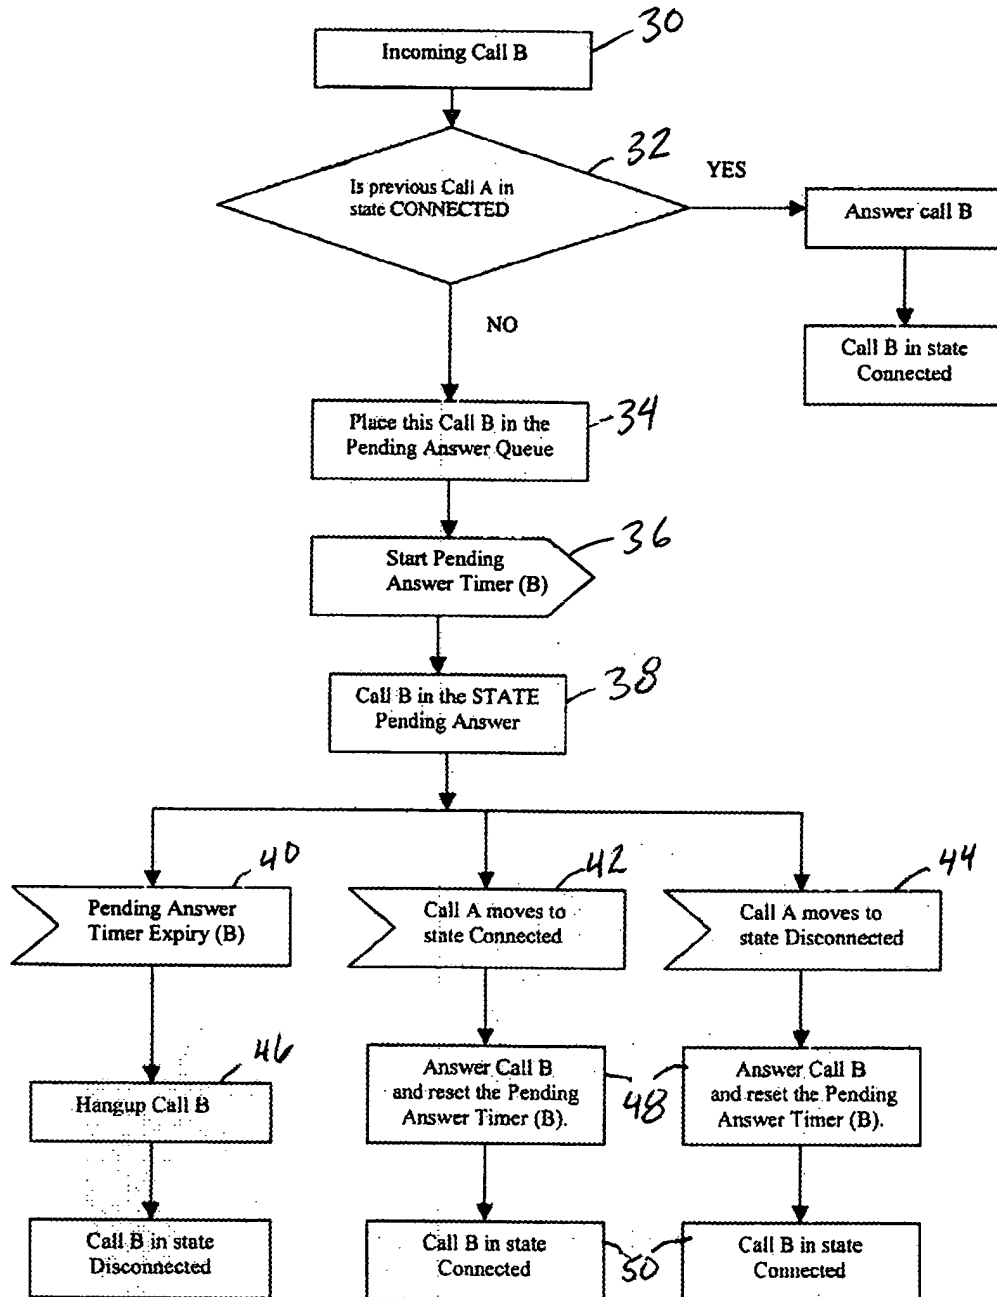 30
Incoming Call B
32
YES
Is previous Call A in
state CONNECTED
Answer call B
NO
Call B in state
Connected
34
Place this Call B in the
Pending Answer Queue
36
Start Pending
Answer Timer (B)
38
Call B in the STATE
Pending Answer
40
42
44
Pending Answer
Timer Expiry (B)
Call A moves to
state Connected
Call A moves to
state Disconnected
46
Hangup Call B
Answer Call B
and reset the Pending
Answer Timer (B).
48
Answer Call B
and reset the Pending
Answer Timer (B).
Call B in state
Disconnected
Call B in state
Connected
50
Call B in state
Connected